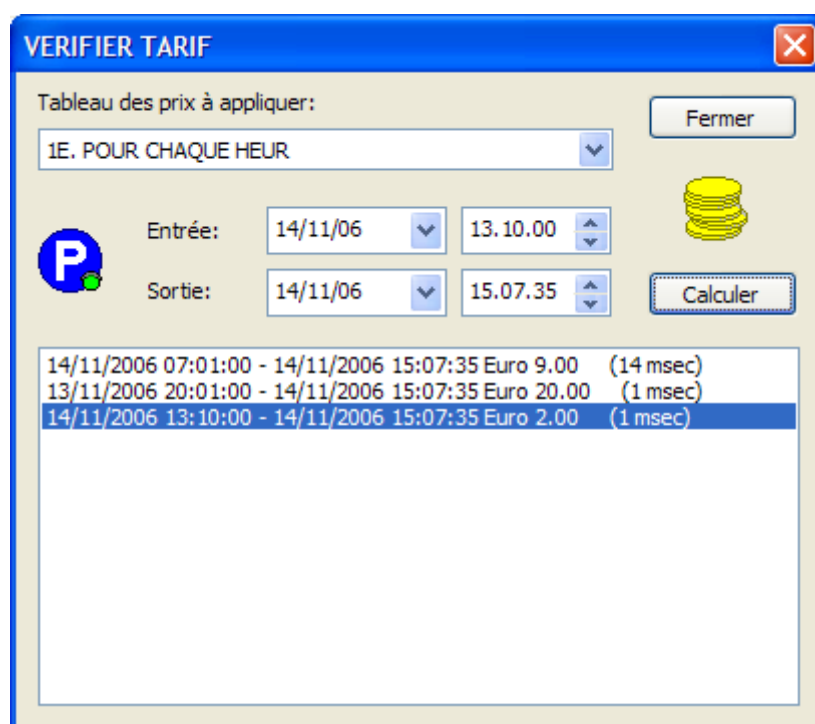 VERIFIER TARIF
Tableau des prix à appliquer:
Fermer
1E. POUR CHAQUE HEUR
P
Entrée:
14/11/06
13.10.00
Sortie:
14/11/06
15.07.35
Calculer
14/11/2006 07:01:00 - 14/11/2006 15:07:35 Euro 9.00 (14 msec)
13/11/2006 20:01:00 - 14/11/2006 15:07:35 Euro 20.00 (1 msec)
14/11/2006 13:10:00 - 14/11/2006 15:07:35 Euro 2.00 (1 msec)